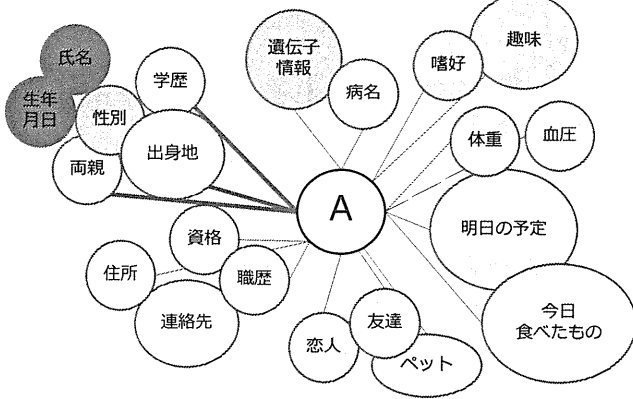 氏名
生年
月日
性別
学歴
両親
出身地
遺伝子
情報
病名
嗜好
趣味
体重
血圧
A
明日の予定
今日
食べたもの
資格
住所
職歴
連絡先
恋人
友達
ペット